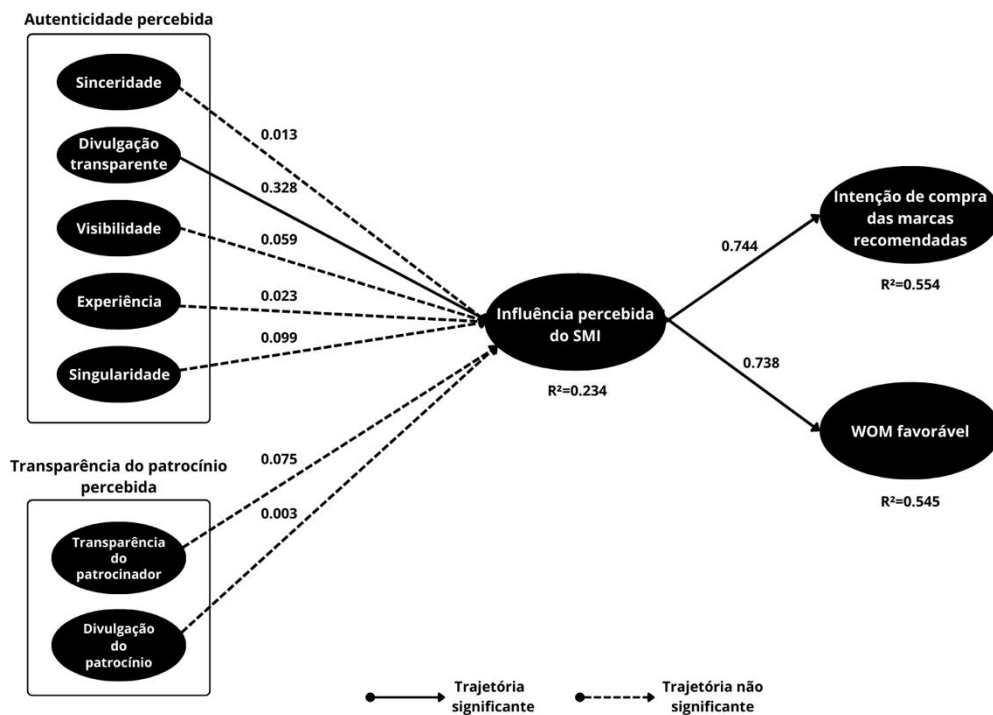 Autenticidade percebida
Sinceridade
Divulgação
transparente
Visibilidade
Experiência
Singularidade
0.013
0.328
0.059
0.023
0.099
Transparência do patrocínio
percebida
Transparência
do
patrocinador
Divulgação
do
patrocínio
0.075
0.003
Influência percebida
do SMI
R²=0.234
0.744
0.738
Intenção de compra
das marcas
recomendadas
R²=0.554
WOM favorável
R²=0.545
Trajetória
significante
Trajetória não
significante